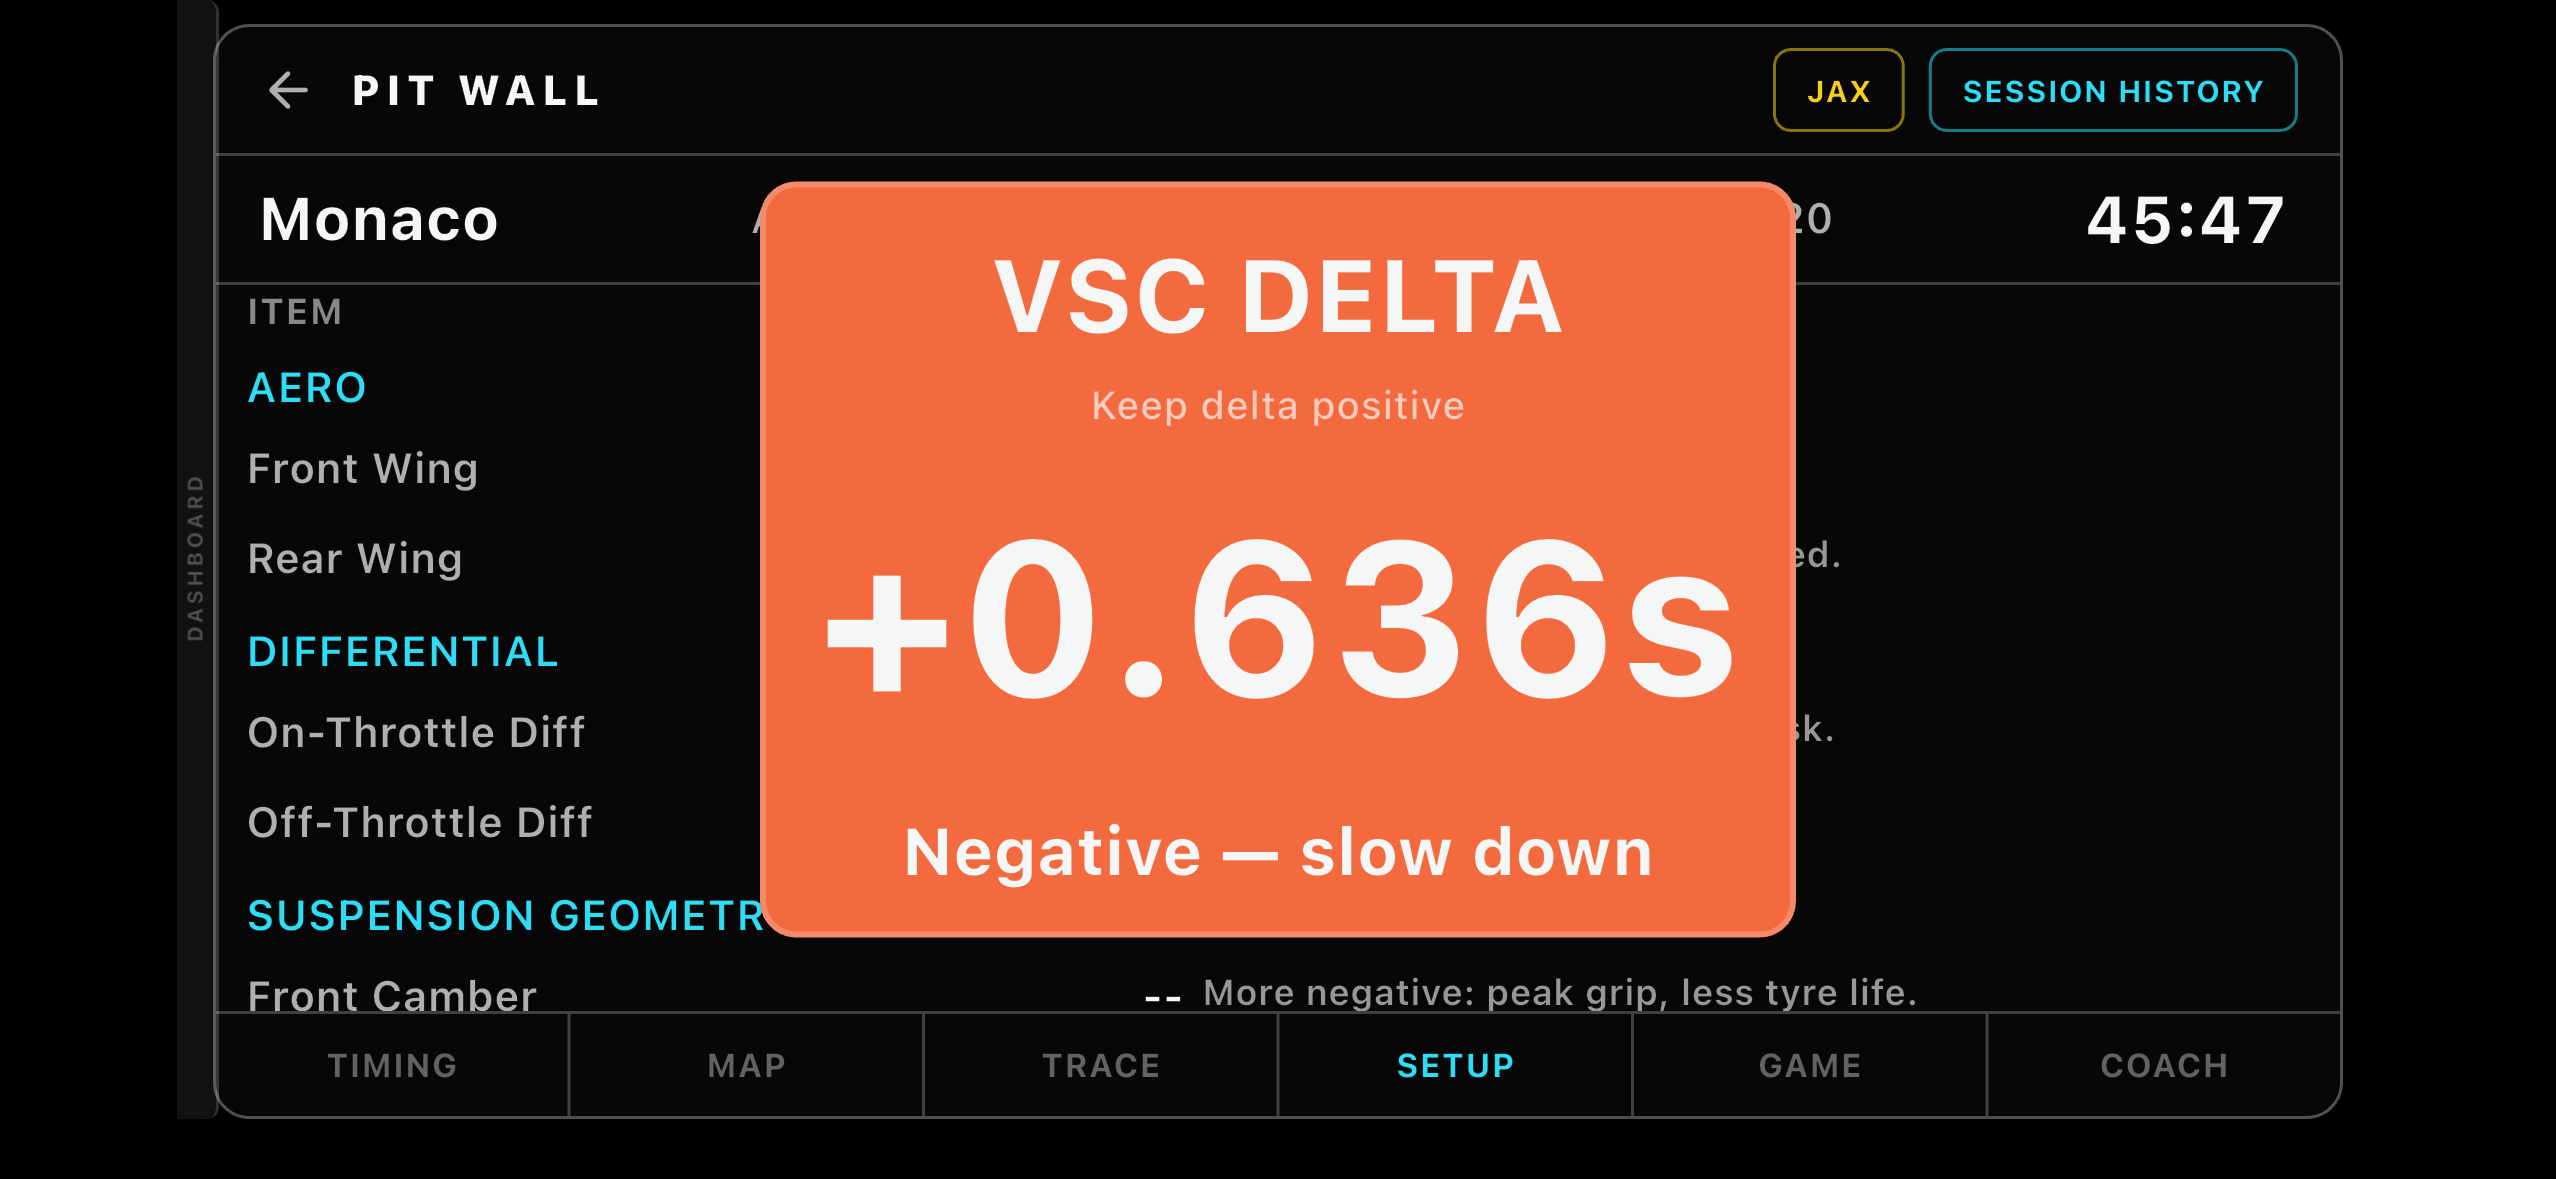 PIT WALL
JAX
SESSION HISTORY
Monaco
20
45:47
ITEM
AERO
Front Wing
Rear Wing
DIFFERENTIAL
On-Throttle Diff
Off-Throttle Diff
SUSPENSION GEOMETR
Front Camber
-- More negative: peak grip, less tyre life.
VSC DELTA
Keep delta positive
+0.636s
Negative — slow down
ed.
sk.
DASHBOARD
TIMING
MAP
TRACE
SETUP
GAME
COACH